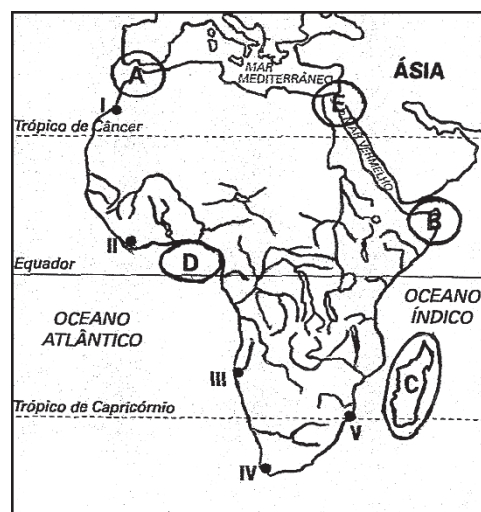 A
MAR
MEDITERRÂNEO
ÁSIA
I
E
Trópico de Câncer
MAR VERMELHO
B
II
D
Equador
OCEANO
ATLÂNTICO
OCEANO
ÍNDICO
III
C
Trópico de Capricórnio
V
IV